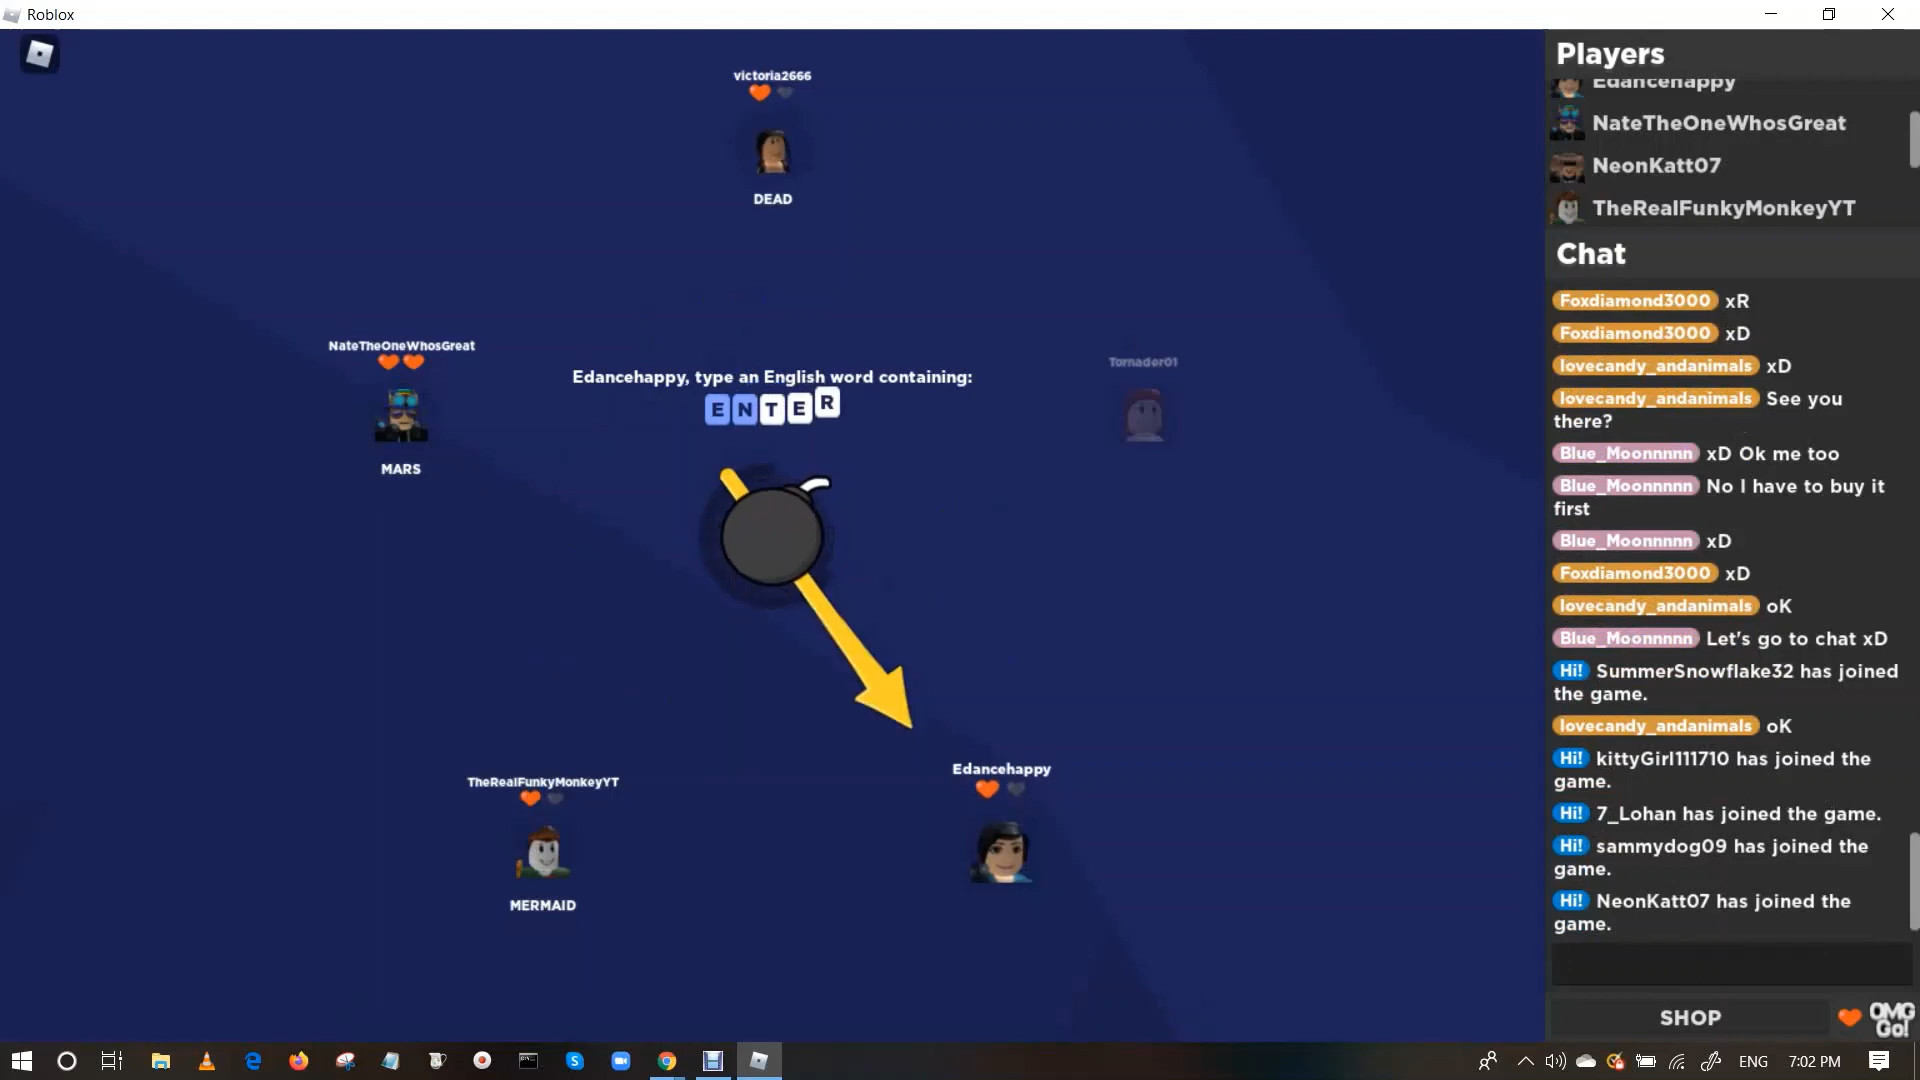 Roblox
victoria2666
DEAD
NateTheOneWhosGreat
MARS
Edancehappy, type an English word containing:
ENTER
Tornader01
TheRealFunkyMonkeyYT
MERMAID
Edancehappy
Players
Edancehappy
NateTheOneWhosGreat
NeonKatt07
TheRealFunkyMonkeyYT
Chat
Foxdiamond3000 xR
Foxdiamond3000 xD
lovecandy_andanimals xD
lovecandy_andanimals See you
there?
Blue_Moonnnnn xD Ok me too
Blue_Moonnnnn No I have to buy it
first
Blue_Moonnnnn xD
Foxdiamond3000 xD
lovecandy_andanimals oK
Blue_Moonnnnn Let's go to chat xD
Hi! SummerSnowflake32 has joined
the game.
lovecandy_andanimals oK
Hi! kittyGirl111710 has joined the
game.
Hi! 7_Lohan has joined the game.
Hi! sammydog09 has joined the
game.
Hi! NeonKatt07 has joined the
game.
SHOP
OMG
Go!
ENG
7:02 PM